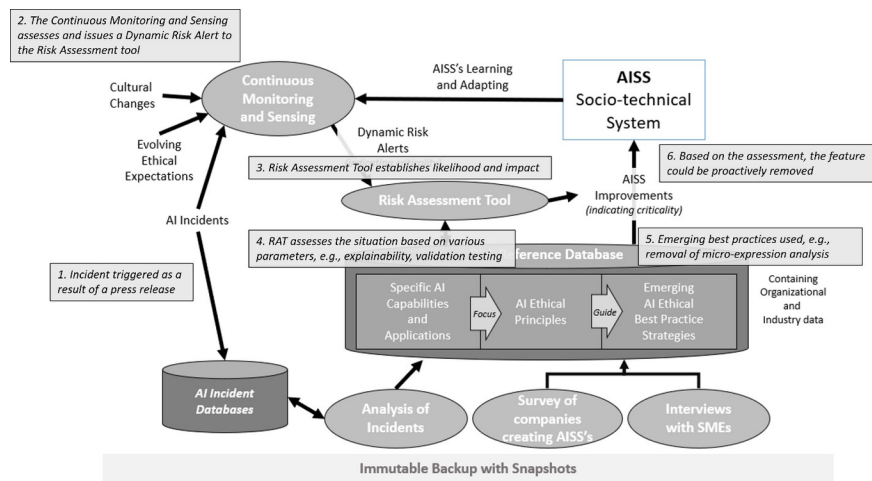 2. The Continuous Monitoring and Sensing
assesses and issues a Dynamic Risk Alert to
the Risk Assessment tool
Continuous
Monitoring
and Sensing
AISS's Learning
and Adapting
AISS
Socio-technical
System
Cultural
Changes
Evolving
Ethical
Expectations
Dynamic Risk
Alerts
3. Risk Assessment Tool establishes likelihood and impact
6. Based on the assessment, the feature
could be proactively removed
Risk Assessment Tool
AISS
Improvements
(indicating criticality)
AI Incidents
4. RAT assesses the situation based on various
parameters, e.g., explainability, validation testing
Database
5. Emerging best practices used, e.g.,
removal of micro-expression analysis
1. Incident triggered as a
result of a press release
Specific AI
Capabilities
and
Applications
Focus
AI Ethical
Principles
Guide
Emerging
AI Ethical
Best Practice
Strategies
Containing
Organizational
and
Industry data
AI Incident
Databases
Analysis of
Incidents
Survey of
companies
creating AISS's
Interviews
with SMEs
Immutable Backup with Snapshots